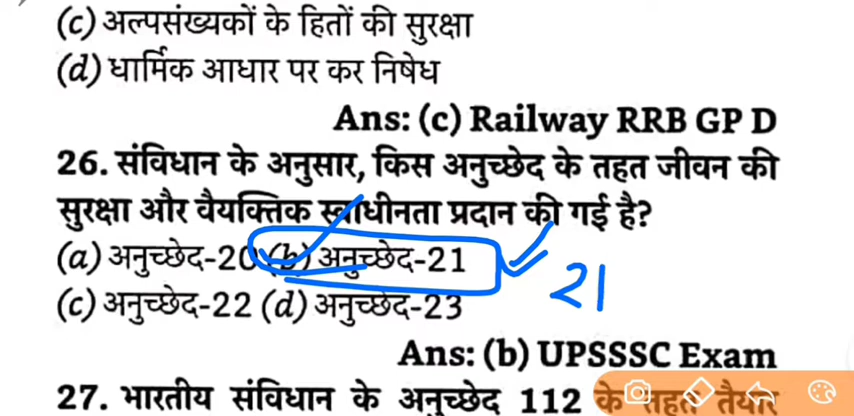 (c) अल्पसंख्यकों के हितों की सुरक्षा
(d) धार्मिक आधार पर कर निषेध
Ans: (c) Railway RRB GP D
26. संविधान के अनुसार, किस अनुच्छेद के तहत जीवन की
सुरक्षा और वैयक्तिक स्वाधीनता प्रदान की गई है?
(a) अनुच्छेद-20 (b) अनुच्छेद-21
21
(c) अनुच्छेद-22 (d) अनुच्छेद-23
Ans: (b) UPSSSC Exam
27. भारतीय संविधान के अनुच्छेद 112 के तहत तैयार